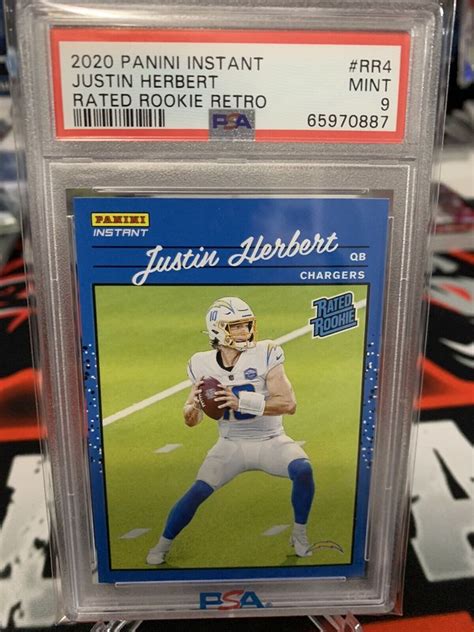 2020 PANINI INSTANT #RR4
JUSTIN HERBERT MINT
RATED ROOKIE RETRO 9
PSA 65970887
PANINI
INSTANT
Justin Herbert QB
CHARGERS
RATED
ROOKIE
10
10
PSA